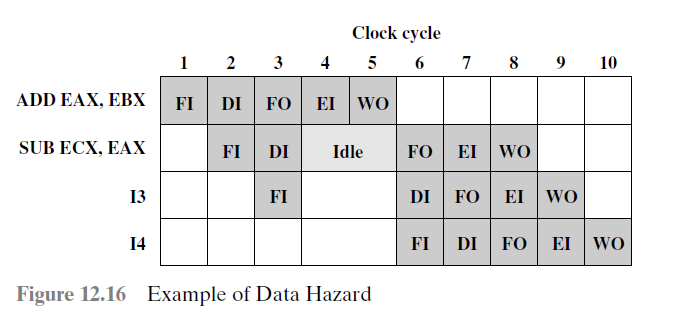 Clock cycle
1 2 3 4 5 6 7 8 9 10
ADD EAX, EBX FI DI FO EI WO
SUB ECX, EAX FI DI Idle FO EI WO
I3 FI DI FO EI WO
I4 FI DI FO EI WO
Figure 12.16 Example of Data Hazard